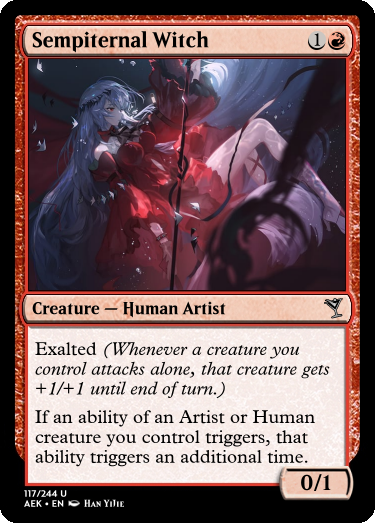 Sempiternal Witch 1
Creature — Human Artist
Exalted (Whenever a creature you
control attacks alone, that creature gets
+1/+1 until end of turn.)
If an ability of an Artist or Human
creature you control triggers, that
ability triggers an additional time.
0/1
117/244 U
AEK • EN Han Yijie